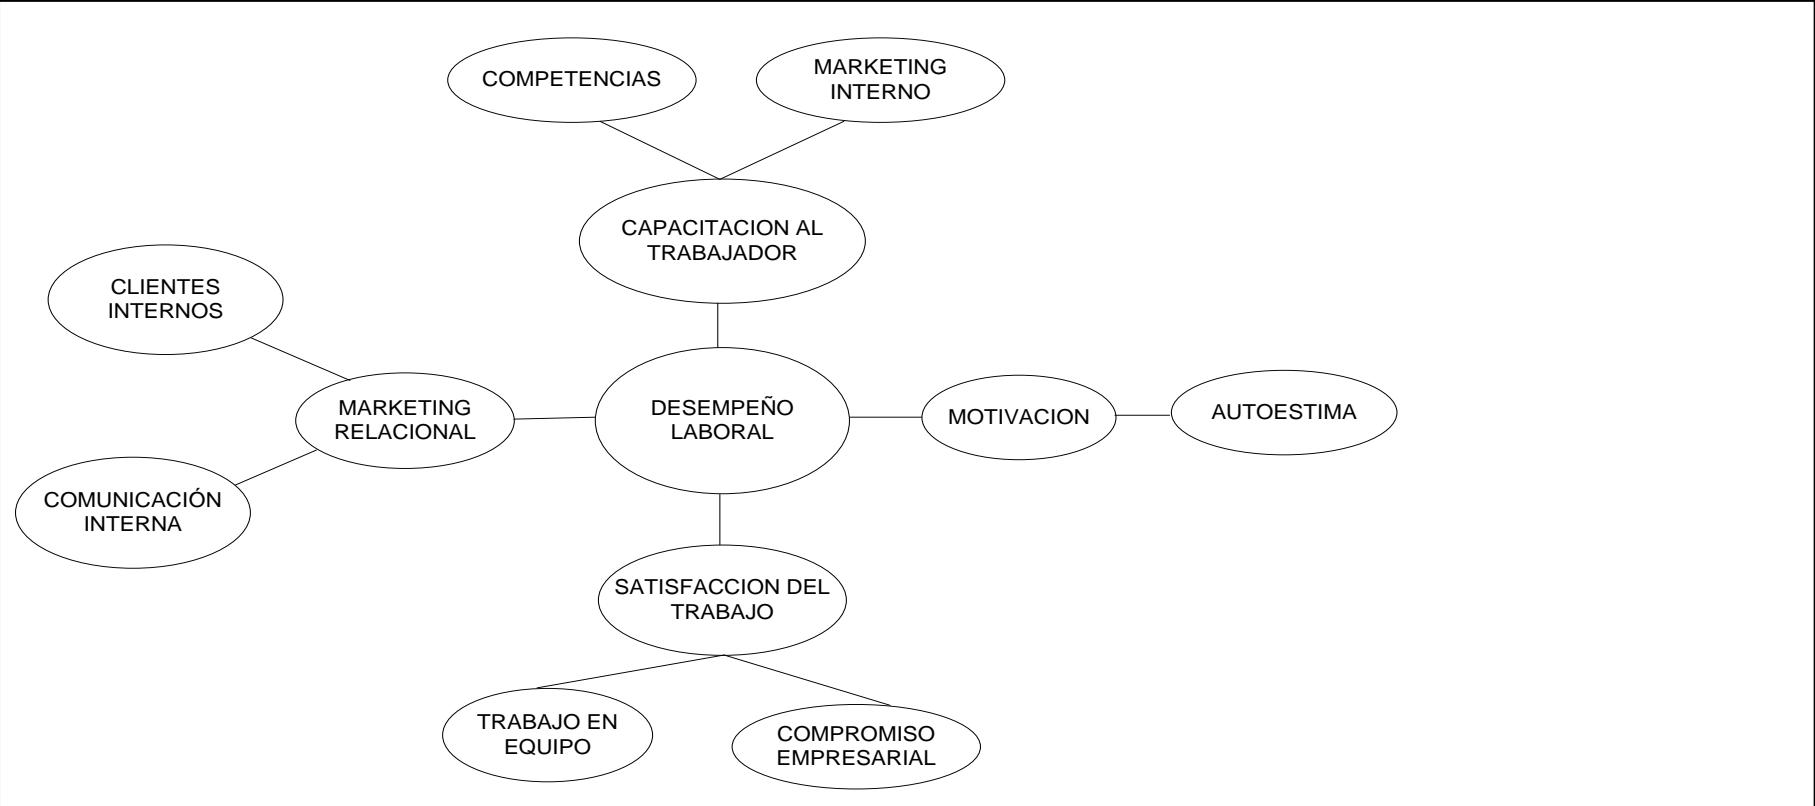 COMPETENCIAS
MARKETING
INTERNO
CAPACITACION AL
TRABAJADOR
CLIENTES
INTERNOS
MARKETING
RELACIONAL
DESEMPEÑO
LABORAL
MOTIVACION
AUTOESTIMA
COMUNICACIÓN
INTERNA
SATISFACCION DEL
TRABAJO
TRABAJO EN
EQUIPO
COMPROMISO
EMPRESARIAL